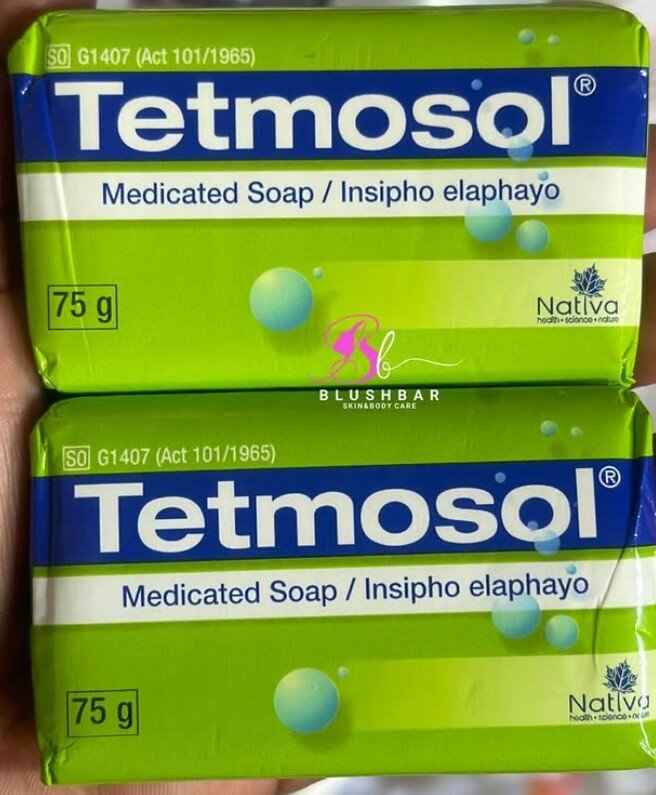 S0 G1407 (Act 101/1965)
Tetmosol®
Medicated Soap / Insipho elaphayo
75 g
Nativa
health • science • nature
Bb
BLUSHBAR
SKIN&BODY CARE
S0 G1407 (Act 101/1965)
Tetmosol®
Medicated Soap / Insipho elaphayo
75 g
Nativa
health • science • nature